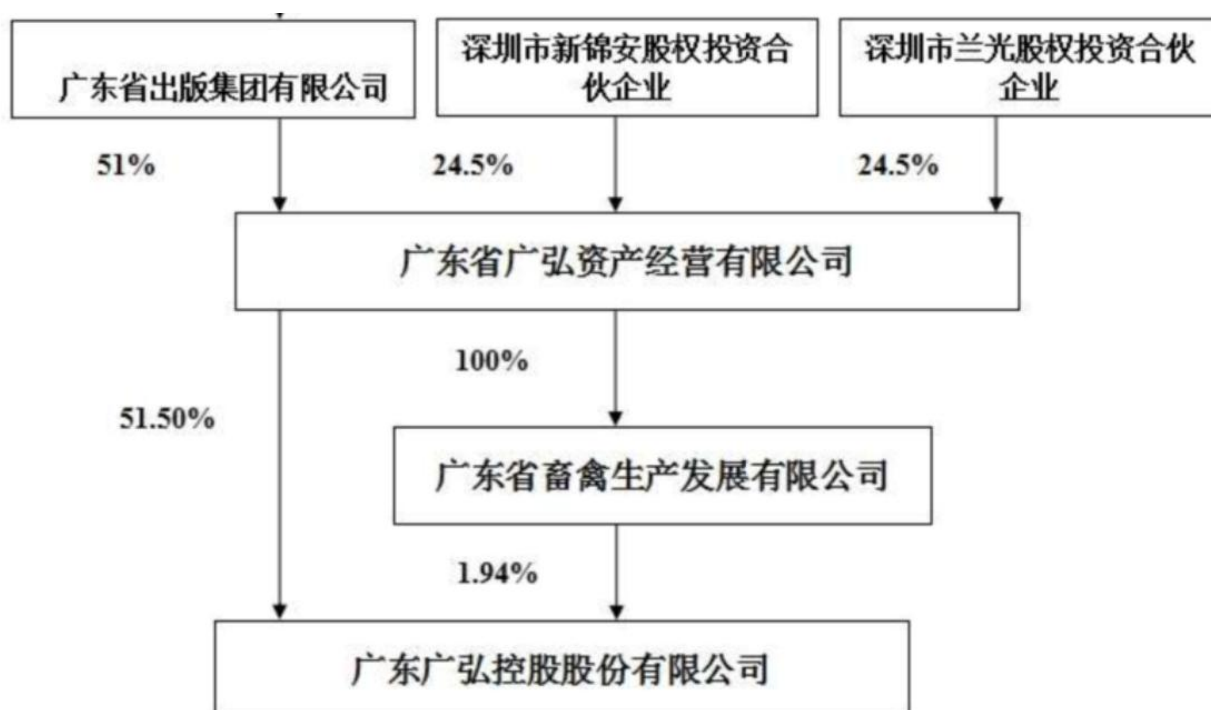 广东省出版集团有限公司
深圳市新锦安股权投资合
伙企业
深圳市兰光股权投资合伙
企业
51%
24.5%
24.5%
广东省广弘资产经营有限公司
100%
51.50%
广东省畜禽生产发展有限公司
1.94%
广东广弘控股股份有限公司